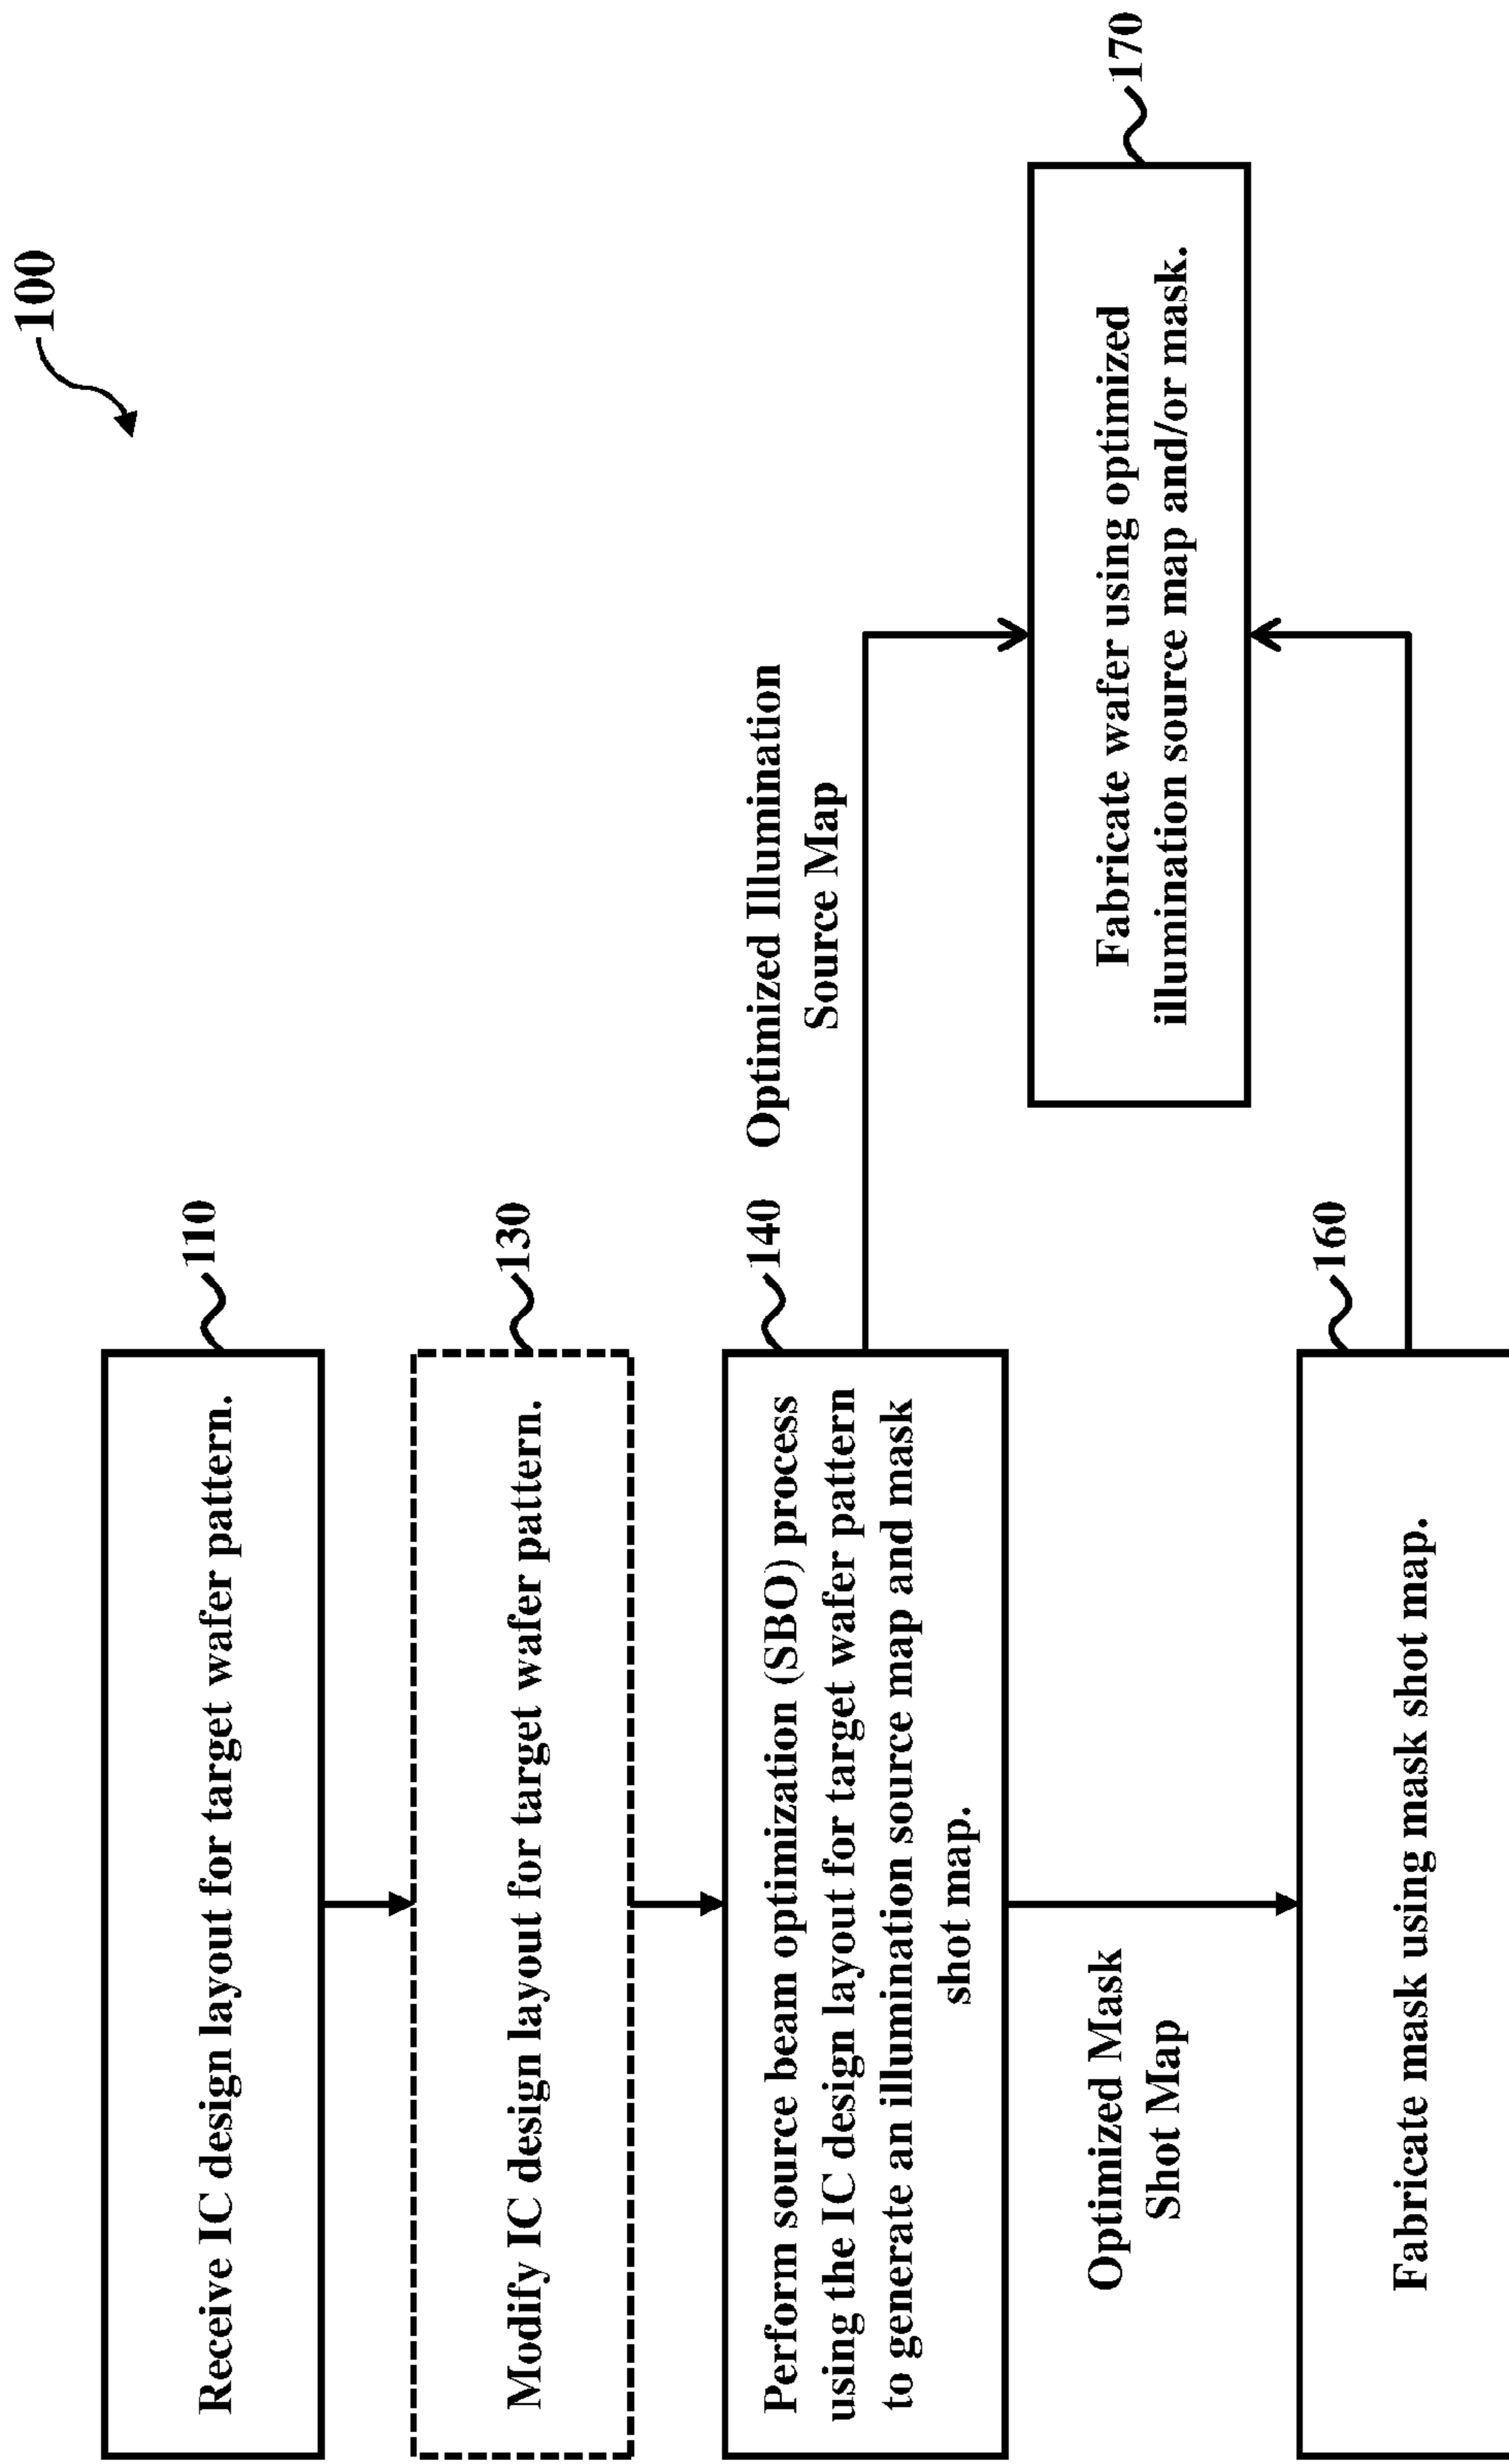 100
110
Receive IC design layout for target wafer pattern.
130
Modify IC design layout for target wafer pattern.
140
Perform source beam optimization (SBO) process
using the IC design layout for target wafer pattern
to generate an illumination source map and mask
shot map.
Optimized Illumination
Source Map
Optimized Mask
Shot Map
160
Fabricate mask using mask shot map.
170
Fabricate wafer using optimized
illumination source map and/or mask.